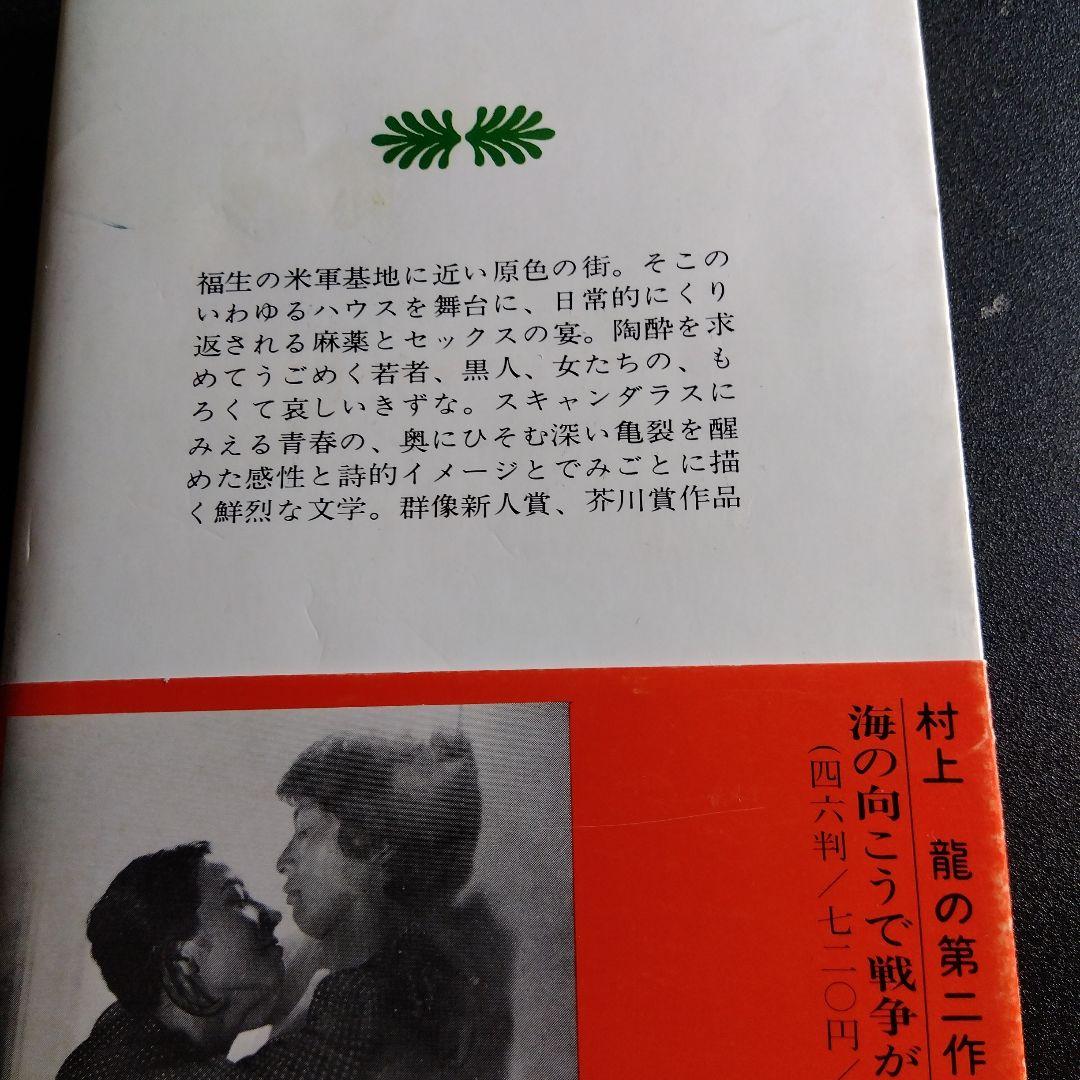 福生の米軍基地に近い原色の街。そこの
いわゆるハウスを舞台に、日常的にくり
返される麻薬とセックスの宴。陶酔を求
めてうごめく若者、黒人、女たちの、も
ろくて哀しいきずな。スキャンダラスに
みえる青春の、奥にひそむ深い亀裂を醒
めた感性と詩的イメージとでみごとに描
く鮮烈な文学。群像新人賞、芥川賞作品
村上 龍の第二作
海の向こうで戦争が
(四六判/七二〇円/